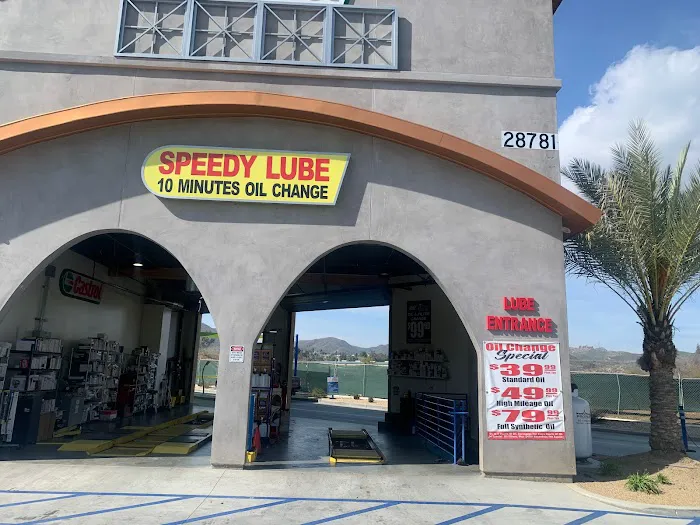 SPEEDY LUBE
10 MINUTES OIL CHANGE
28781
Castrol
$99
LUBE
ENTRANCE
Oil Change
Special
$39 99
Standard Oil
$49 99
High Mileage Oil
$79 99
Full Synthetic Oil